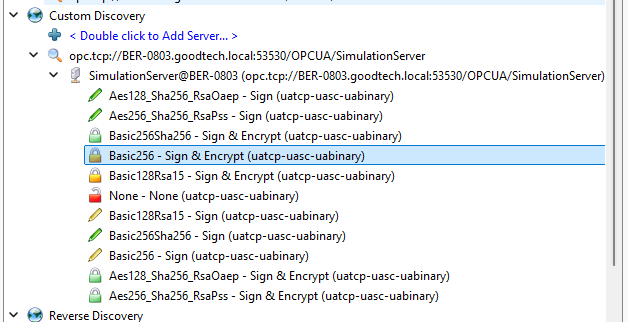 Custom Discovery
< Double click to Add Server... >
opc.tcp://BER-0803.goodtech.local:53530/OPCUA/SimulationServer
SimulationServer@BER-0803 (opc.tcp://BER-0803.goodtech.local:53530/OPCUA/SimulationServer)
Aes128_Sha256_RsaOaep - Sign (uatcp-uasc-uabinary)
Aes256_Sha256_RsaPss - Sign (uatcp-uasc-uabinary)
Basic256Sha256 - Sign & Encrypt (uatcp-uasc-uabinary)
Basic256 - Sign & Encrypt (uatcp-uasc-uabinary)
Basic128Rsa15 - Sign & Encrypt (uatcp-uasc-uabinary)
None - None (uatcp-uasc-uabinary)
Basic128Rsa15 - Sign (uatcp-uasc-uabinary)
Basic256Sha256 - Sign (uatcp-uasc-uabinary)
Basic256 - Sign (uatcp-uasc-uabinary)
Aes128_Sha256_RsaOaep - Sign & Encrypt (uatcp-uasc-uabinary)
Aes256_Sha256_RsaPss - Sign & Encrypt (uatcp-uasc-uabinary)
Reverse Discovery